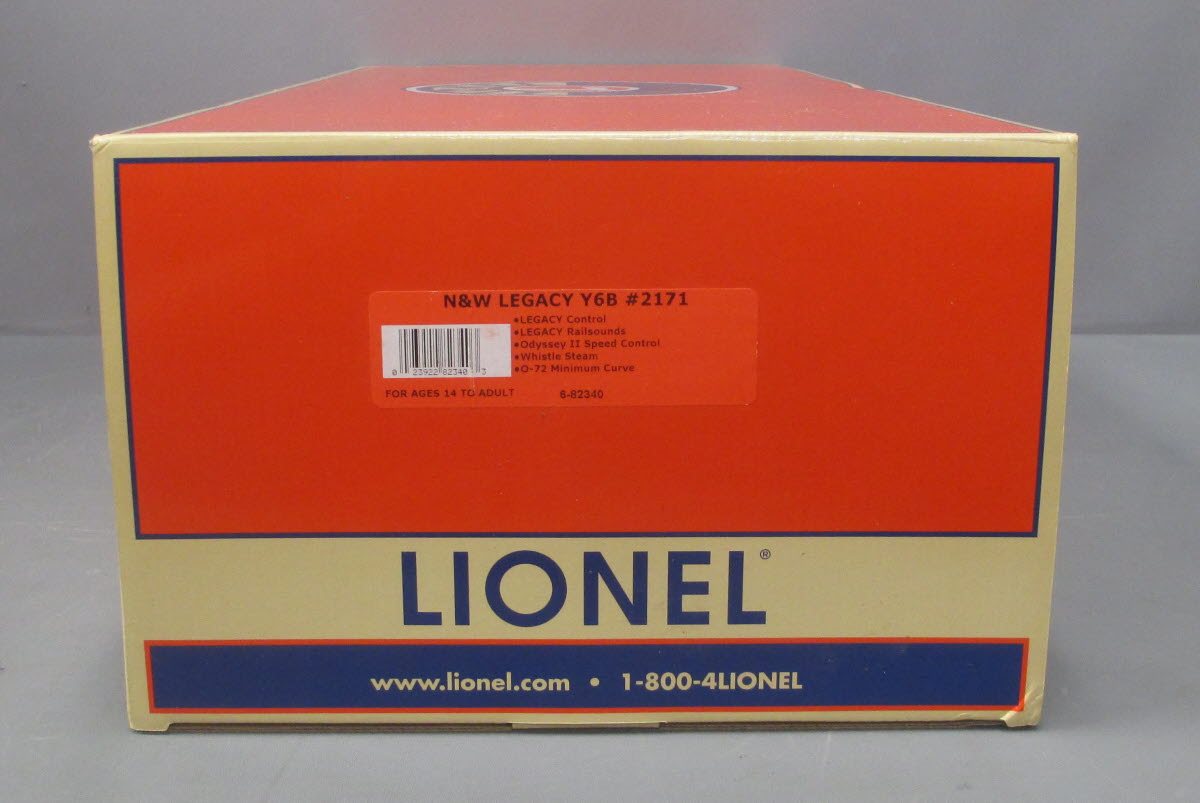 N&W LEGACY Y6B #2171
•LEGACY Control
•LEGACY Railsounds
•Odyssey II Speed Control
•Whistle Steam
•O-72 Minimum Curve
0 23922 82340 3
FOR AGES 14 TO ADULT 6-82340
LIONEL®
www.lionel.com • 1-800-4LIONEL